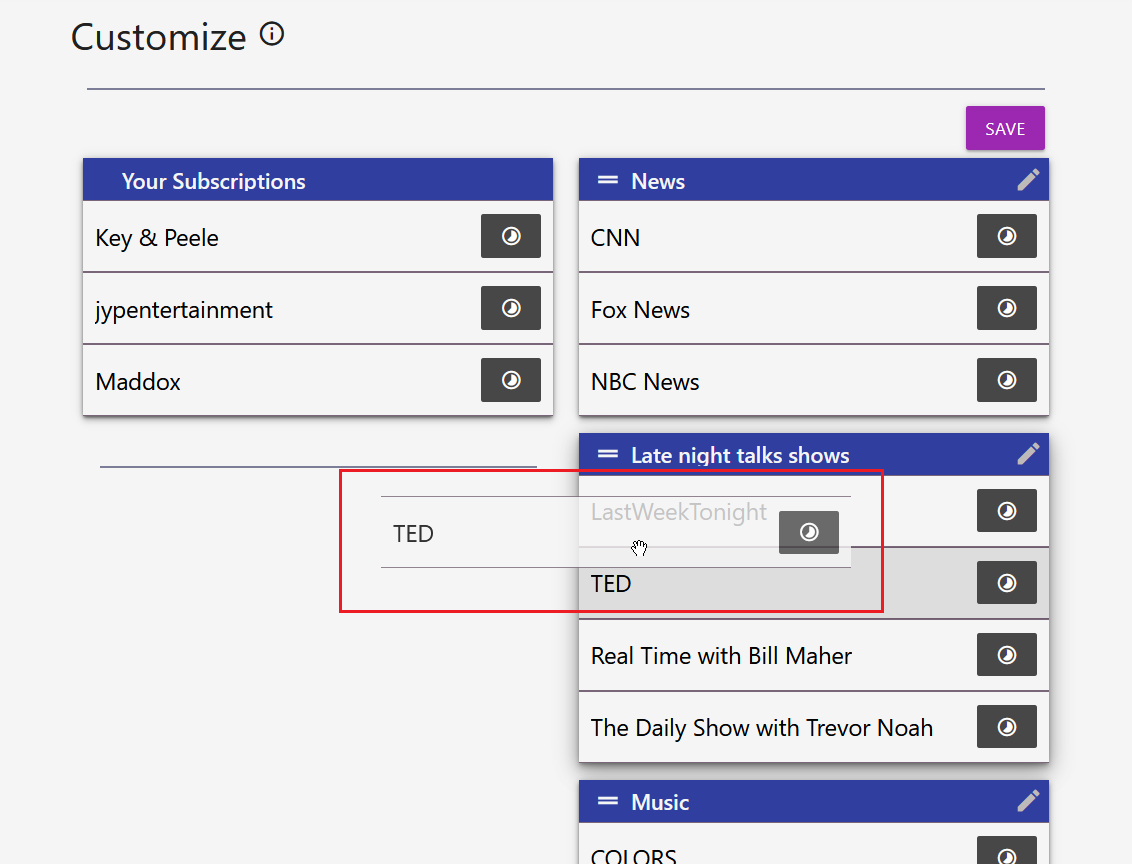 Customize
SAVE
Your Subscriptions
Key & Peele
jypentertainment
Maddox
News
CNN
Fox News
NBC News
Late night talks shows
LastWeekTonight
TED
TED
Real Time with Bill Maher
The Daily Show with Trevor Noah
Music
COLORS